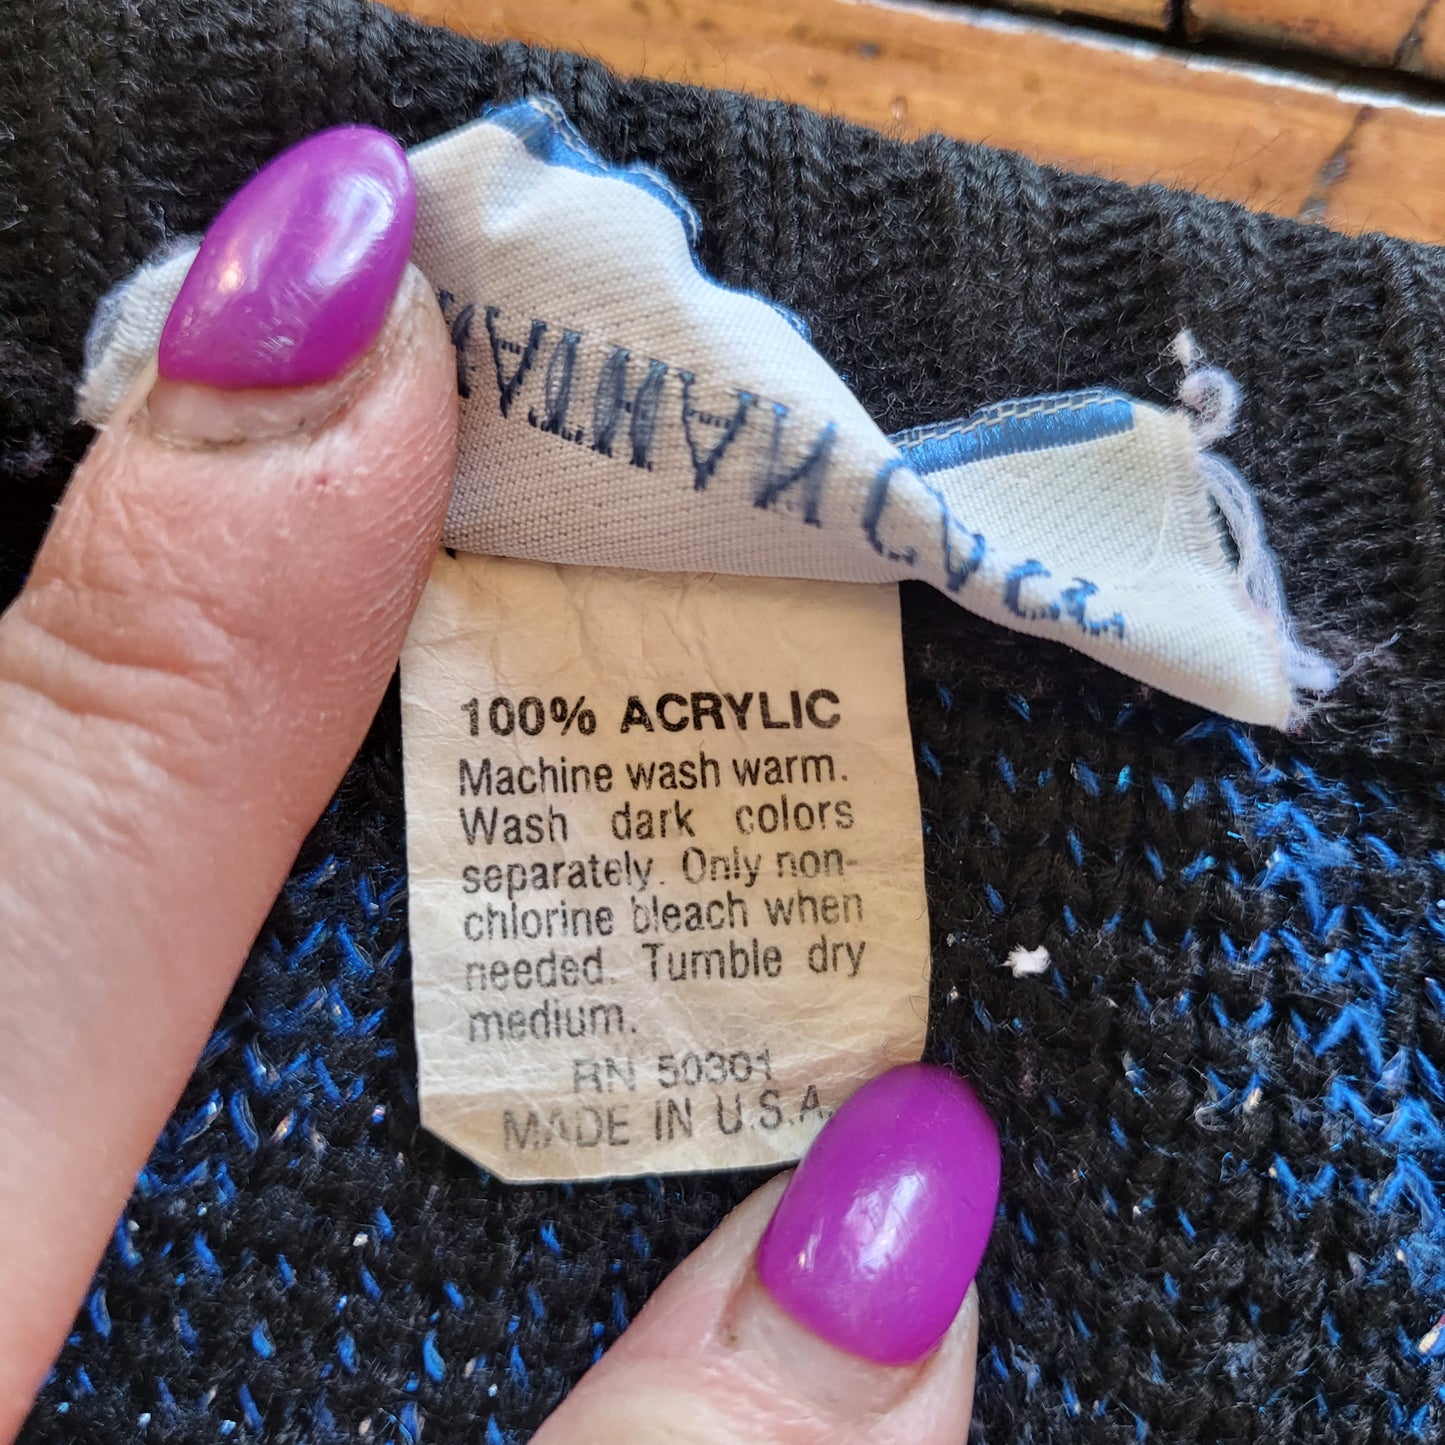 100% ACRYLIC
Machine wash warm.
Wash dark colors
separately. Only non-
chlorine bleach when
needed. Tumble dry
medium.
RN 50301
MADE IN U.S.A.